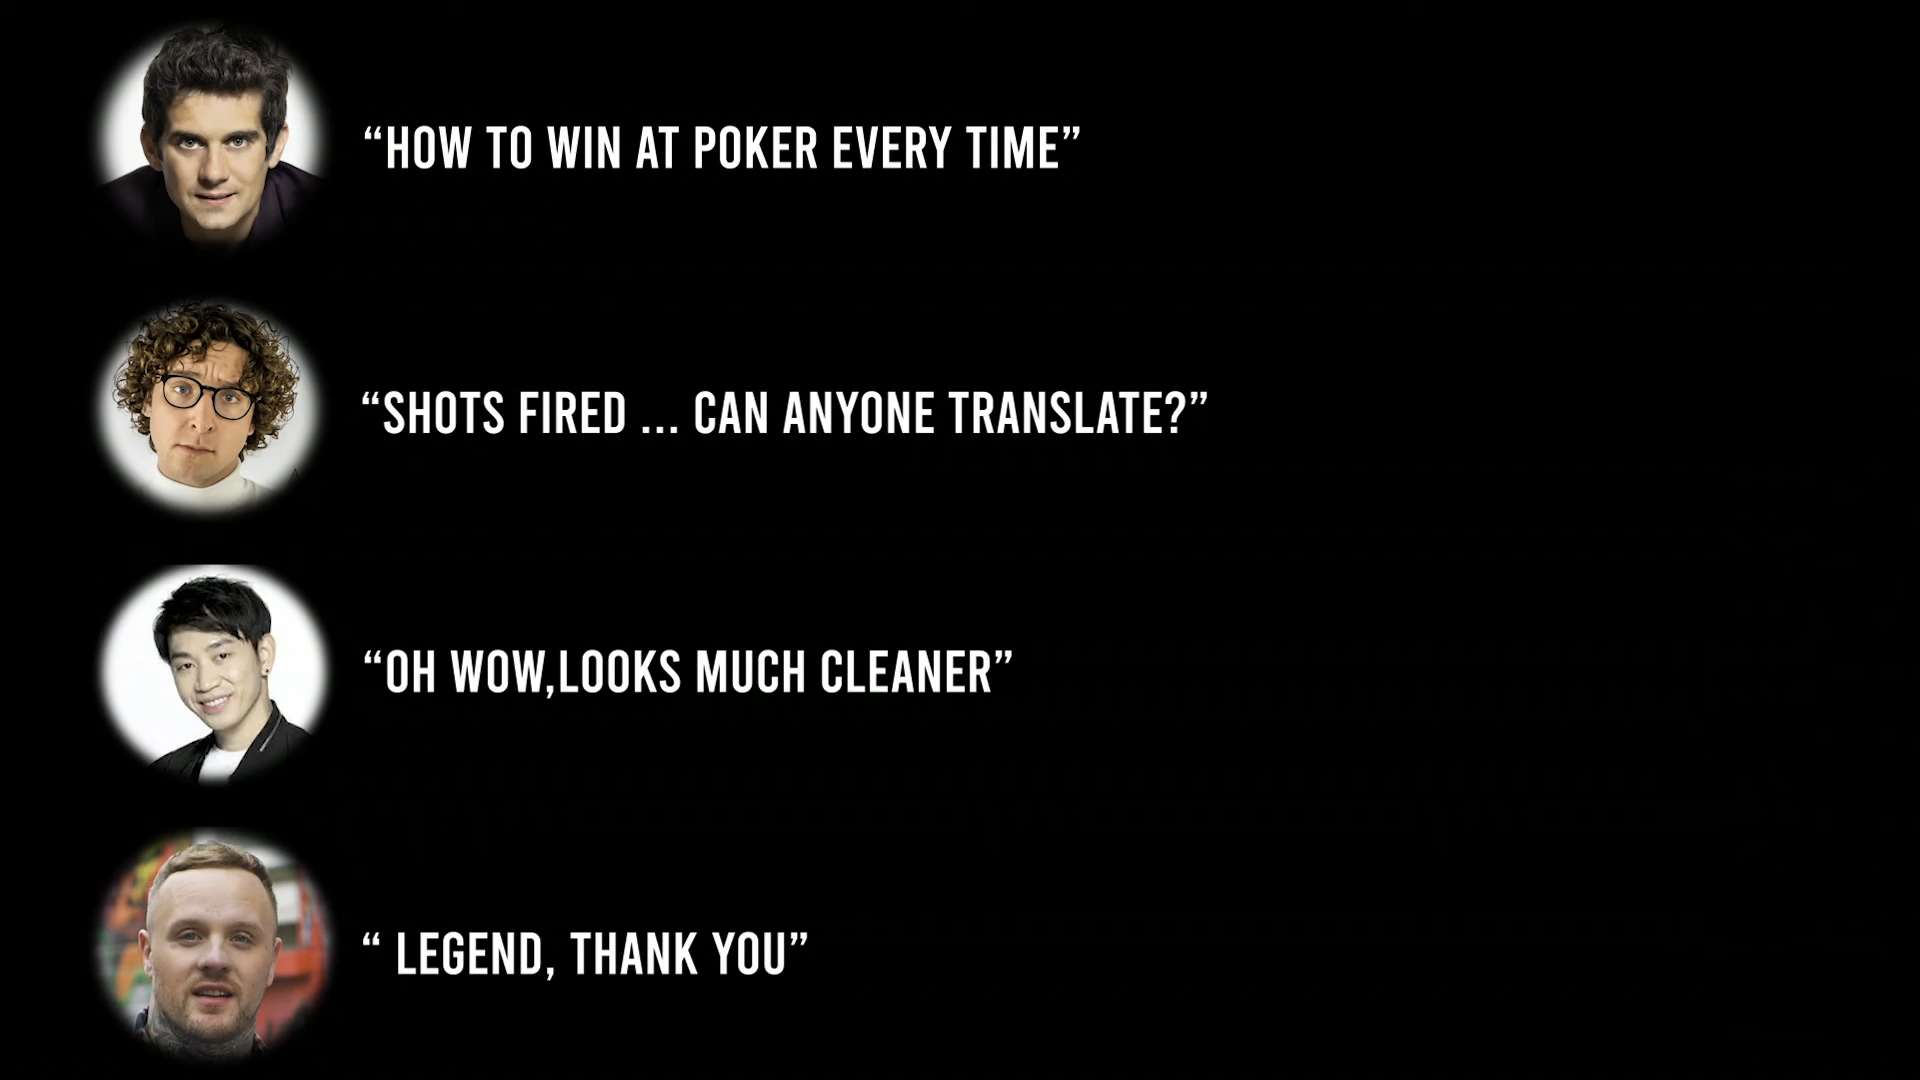 “HOW TO WIN AT POKER EVERY TIME”
“SHOTS FIRED ... CAN ANYONE TRANSLATE?”
“OH WOW,LOOKS MUCH CLEANER”
“ LEGEND, THANK YOU”